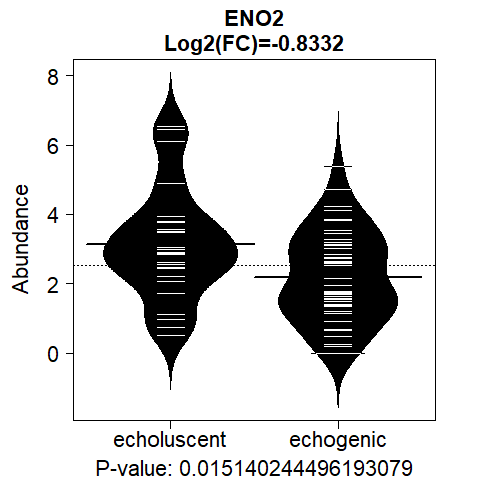 ENO2
Log2(FC)=-0.8332
8
6
4
2
0
Abundance
echoluscent echogenic
P-value: 0.015140244496193079